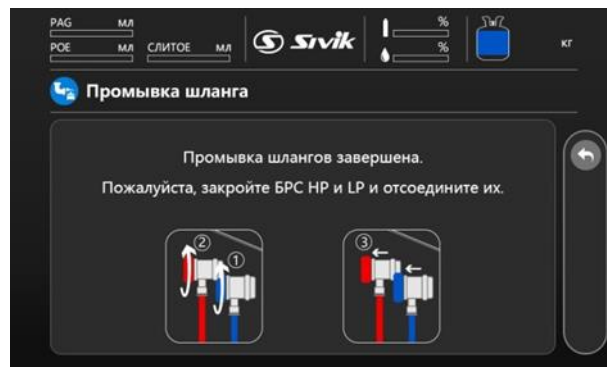 PAG мл
POE мл СЛИТОЕ мл
Sivik
%
%
кг
Промывка шланга
Промывка шлангов завершена.
Пожалуйста, закройте БРС HP и LP и отсоедините их.
② ① ③